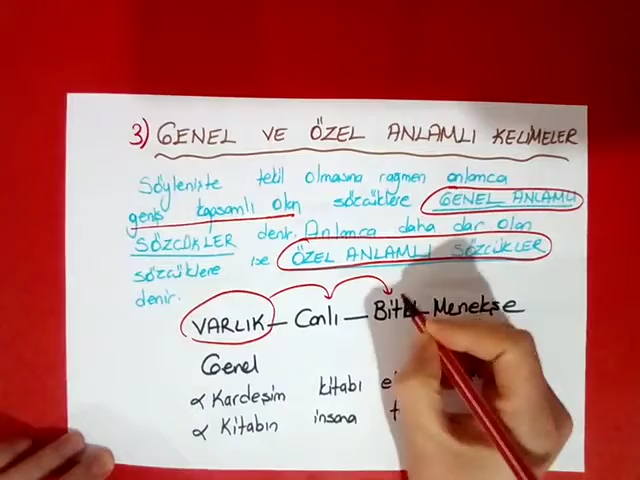 3) GENEL VE ÖZEL ANLAMLI KELİMELER
Söylenişte tekil olmasına rağmen anlamca
geniş kapsamlı olan sözcüklere GENEL ANLAMLI
SÖZCÜKLER denir. Anlamca daha dar olan
sözcüklere ise ÖZEL ANLAMLI SÖZCÜKLER
denir.
VARLIK – Canlı – Bitki – Menekşe
Genel
α Kardeşim kitabı
α Kitabın insana